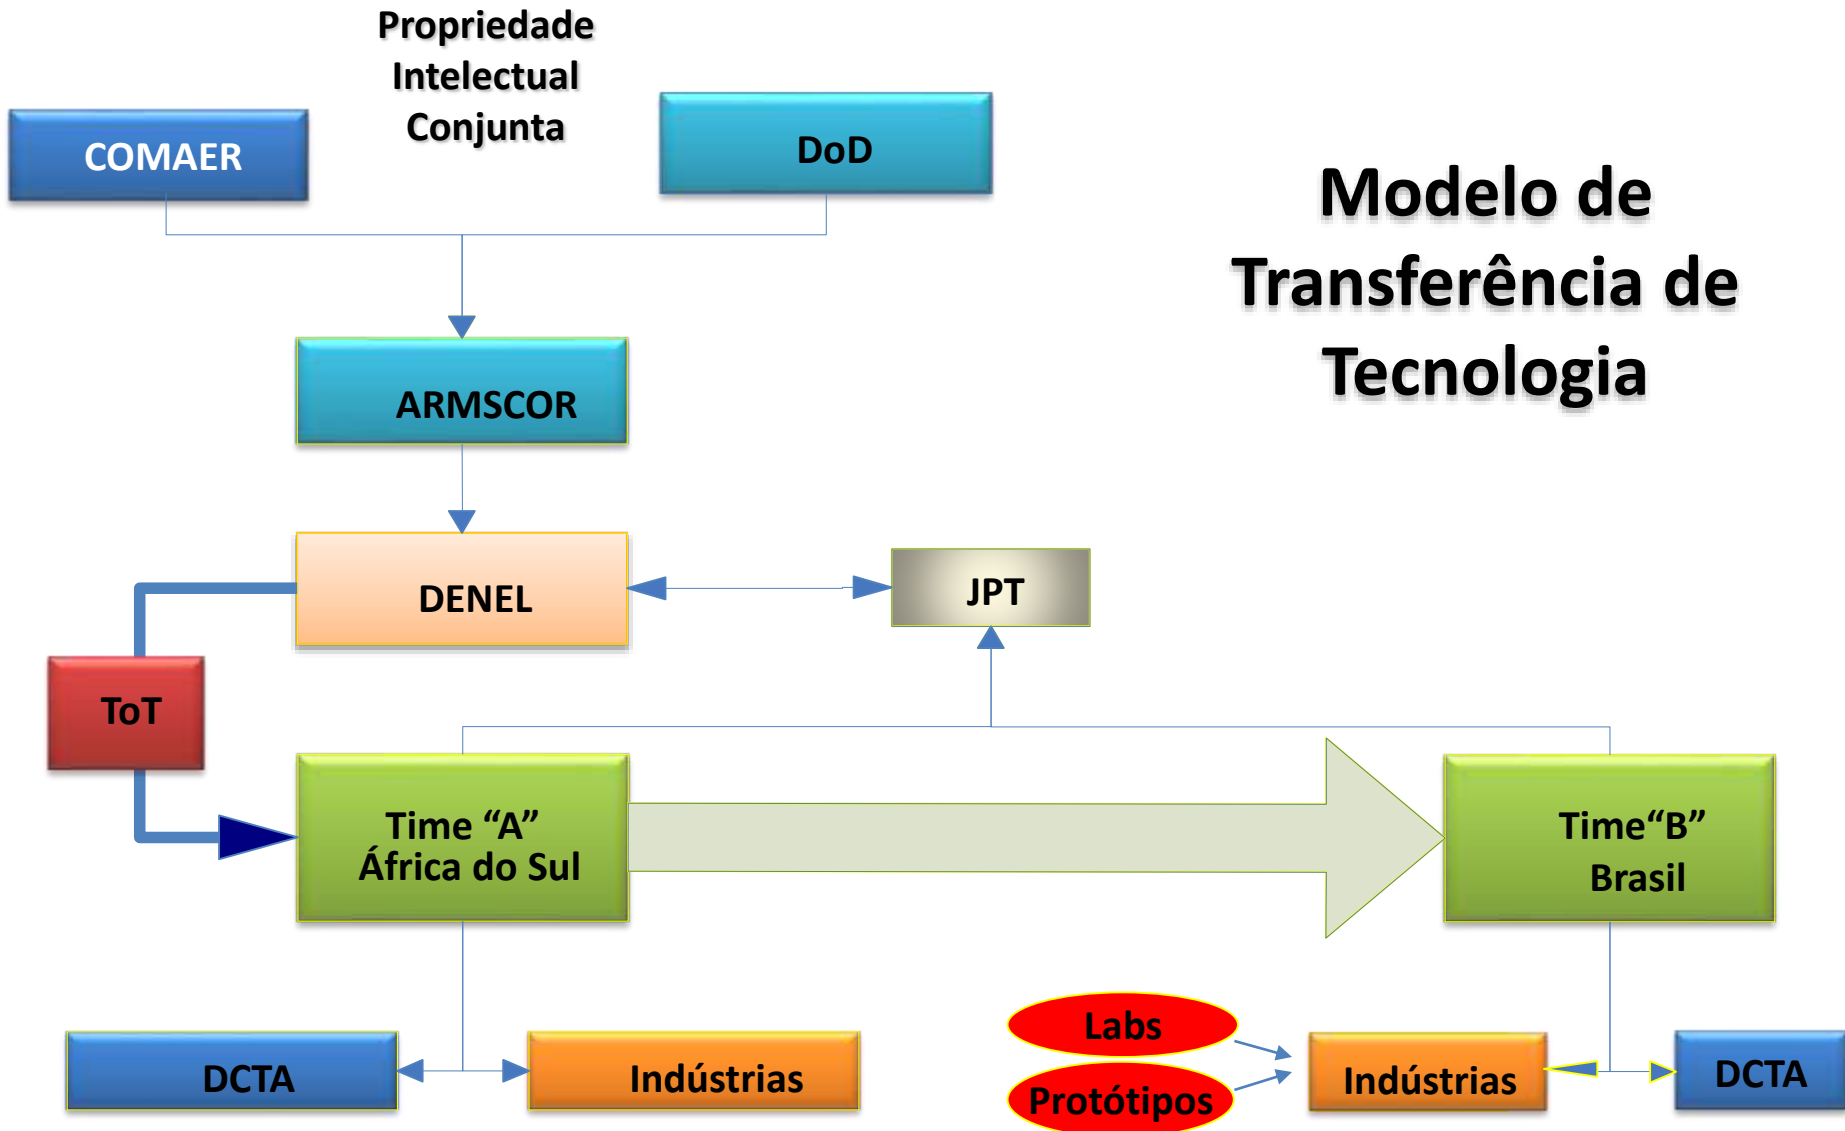 Propriedade
Intelectual
Conjunta
COMAER
DoD
Modelo de
Transferência de
Tecnologia
ARMSCOR
DENEL
JPT
ToT
Time “A”
África do Sul
Time“B”
Brasil
Labs
Protótipos
DCTA
Indústrias
Indústrias
DCTA